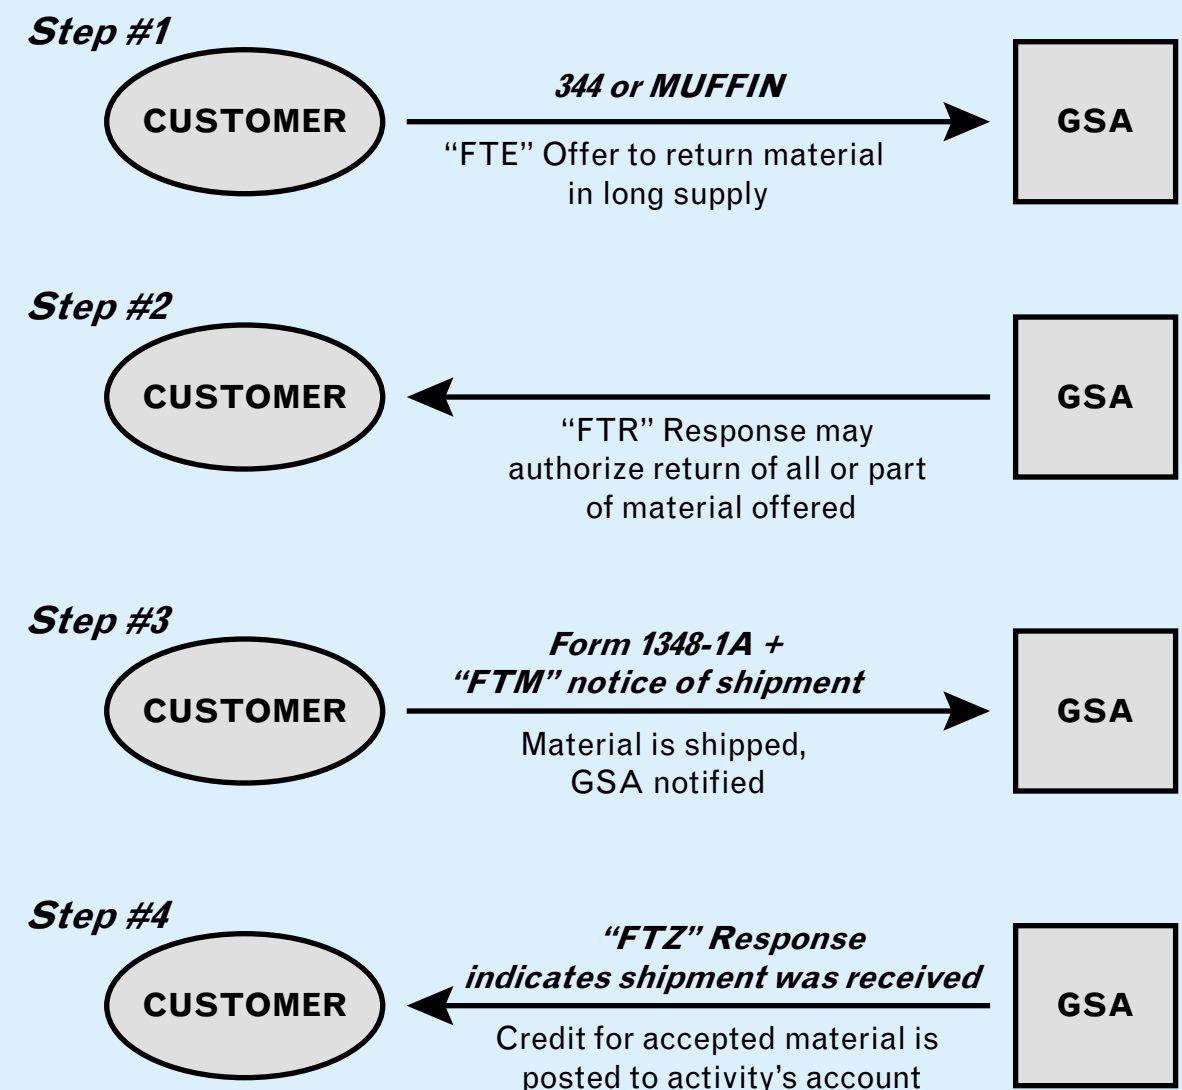 Step #1
344 or MUFFIN
CUSTOMER
GSA
“FTE” Offer to return material
in long supply
Step #2
CUSTOMER
GSA
“FTR” Response may
authorize return of all or part
of material offered
Step #3
Form 1348-1A +
“FTM” notice of shipment
CUSTOMER
GSA
Material is shipped,
GSA notified
Step #4
“FTZ” Response
indicates shipment was received
CUSTOMER
GSA
Credit for accepted material is
posted to activity’s account